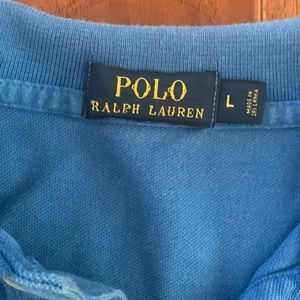 POLO
RALPH LAUREN
L
MADE IN
SRI LANKA